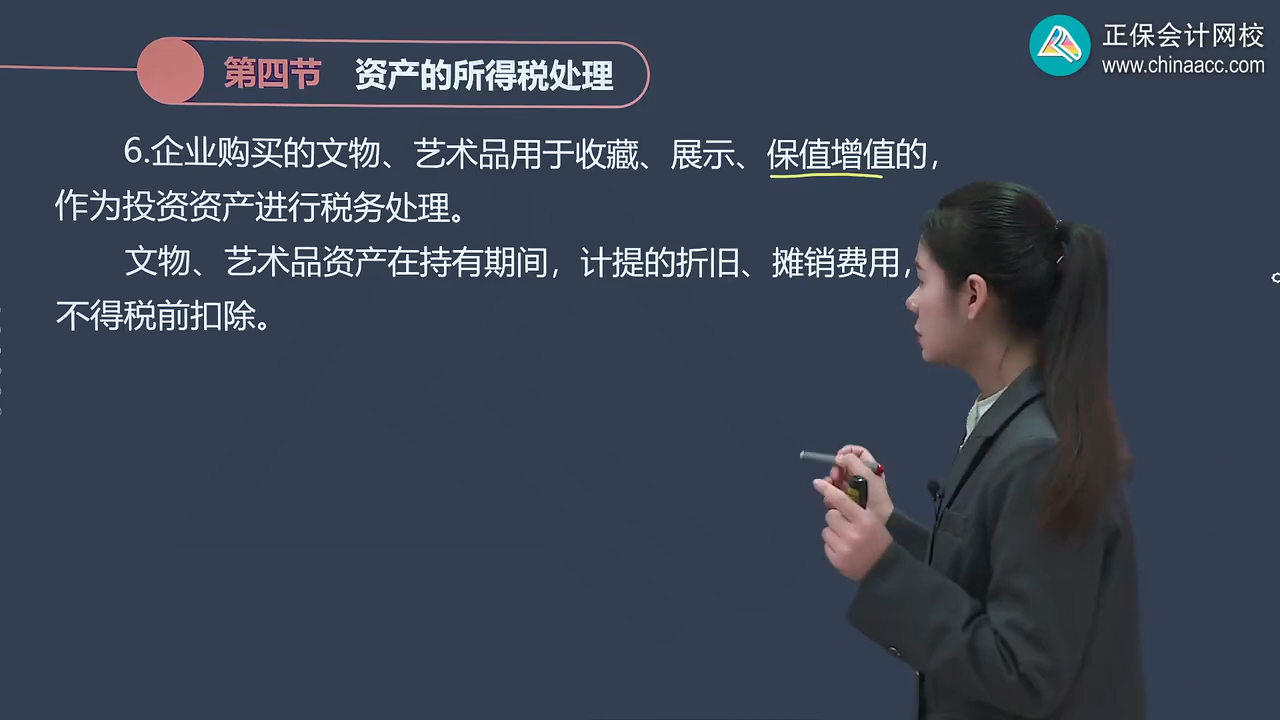 正保会计网校
www.chinaacc.com
第四节 资产的所得税处理
6.企业购买的文物、艺术品用于收藏、展示、保值增值的，
作为投资资产进行税务处理。
文物、艺术品资产在持有期间，计提的折旧、摊销费用，
不得税前扣除。